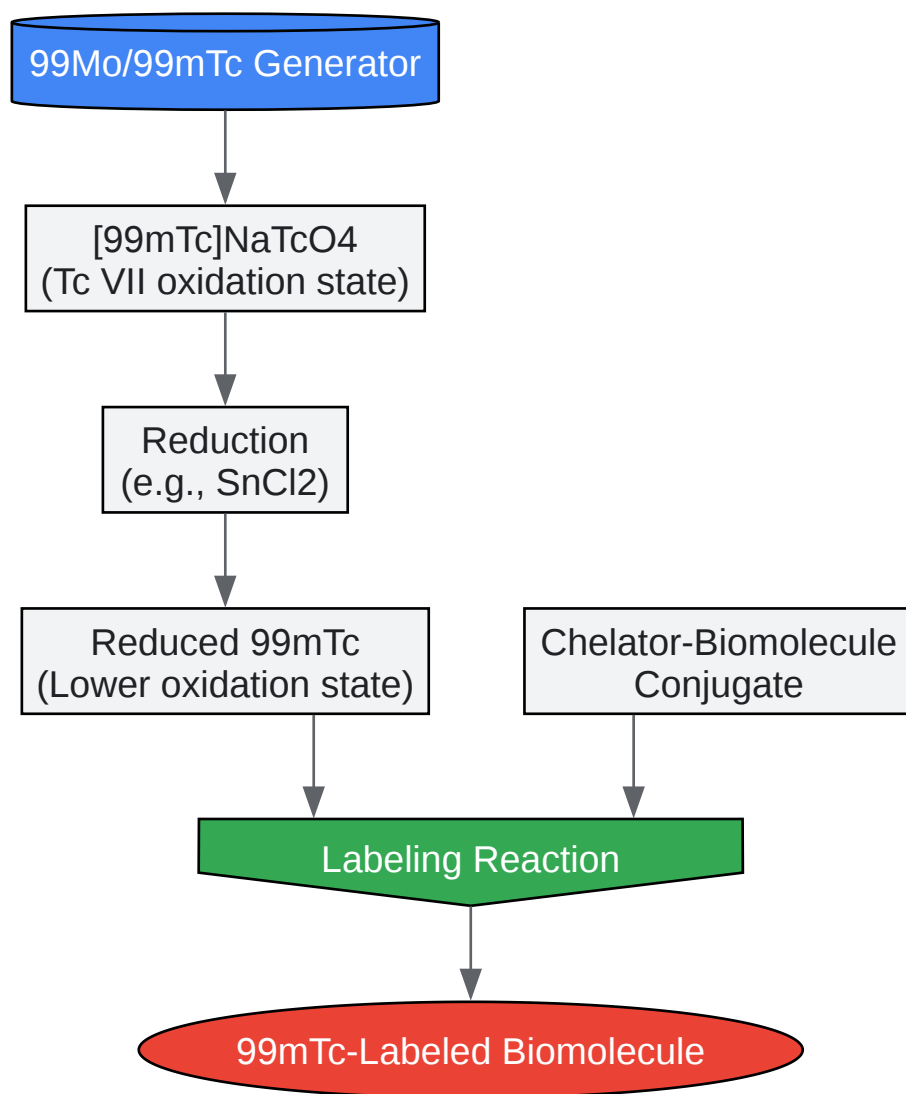 99Mo/99mTc Generator
[99mTc]NaTcO4
(Tc VII oxidation state)
Reduction
(e.g., SnCl2)
Reduced 99mTc
(Lower oxidation state)
Chelator-Biomolecule
Conjugate
Labeling Reaction
99mTc-Labeled Biomolecule